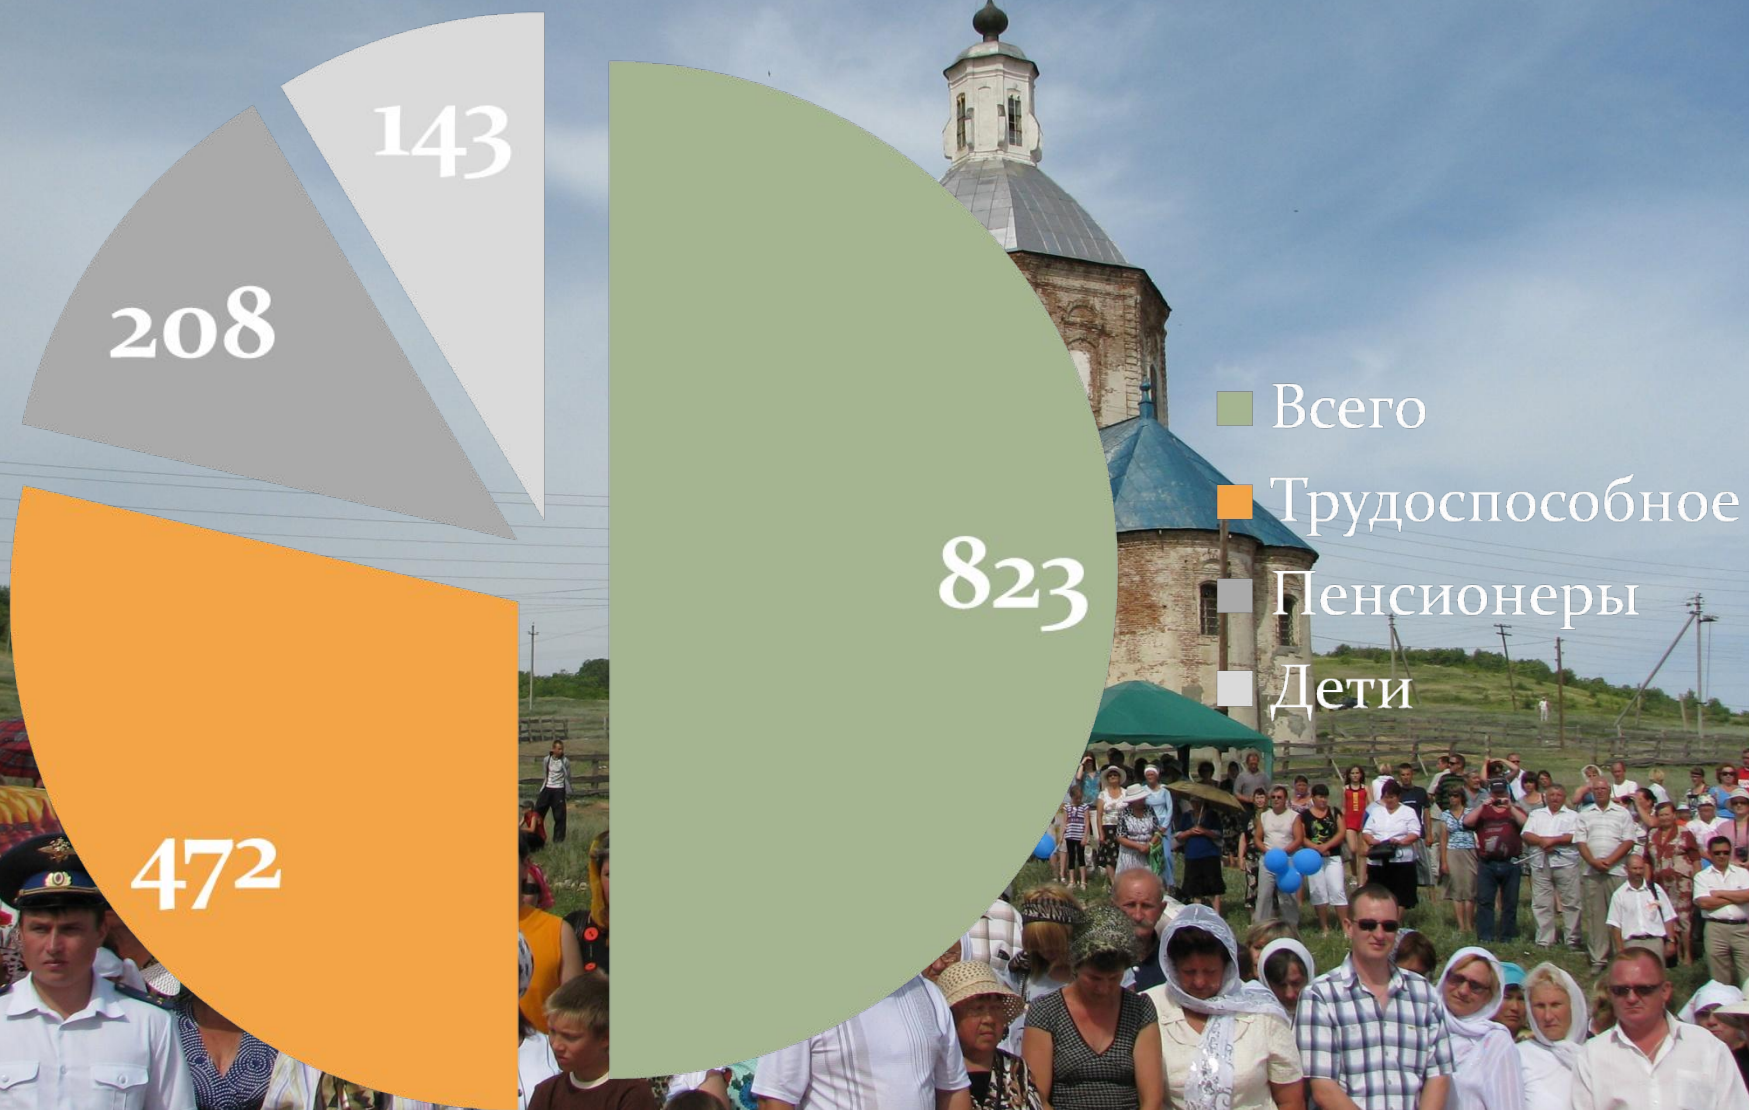 143
208
823
472
Всего
Трудоспособное
Пенсионеры
Дети